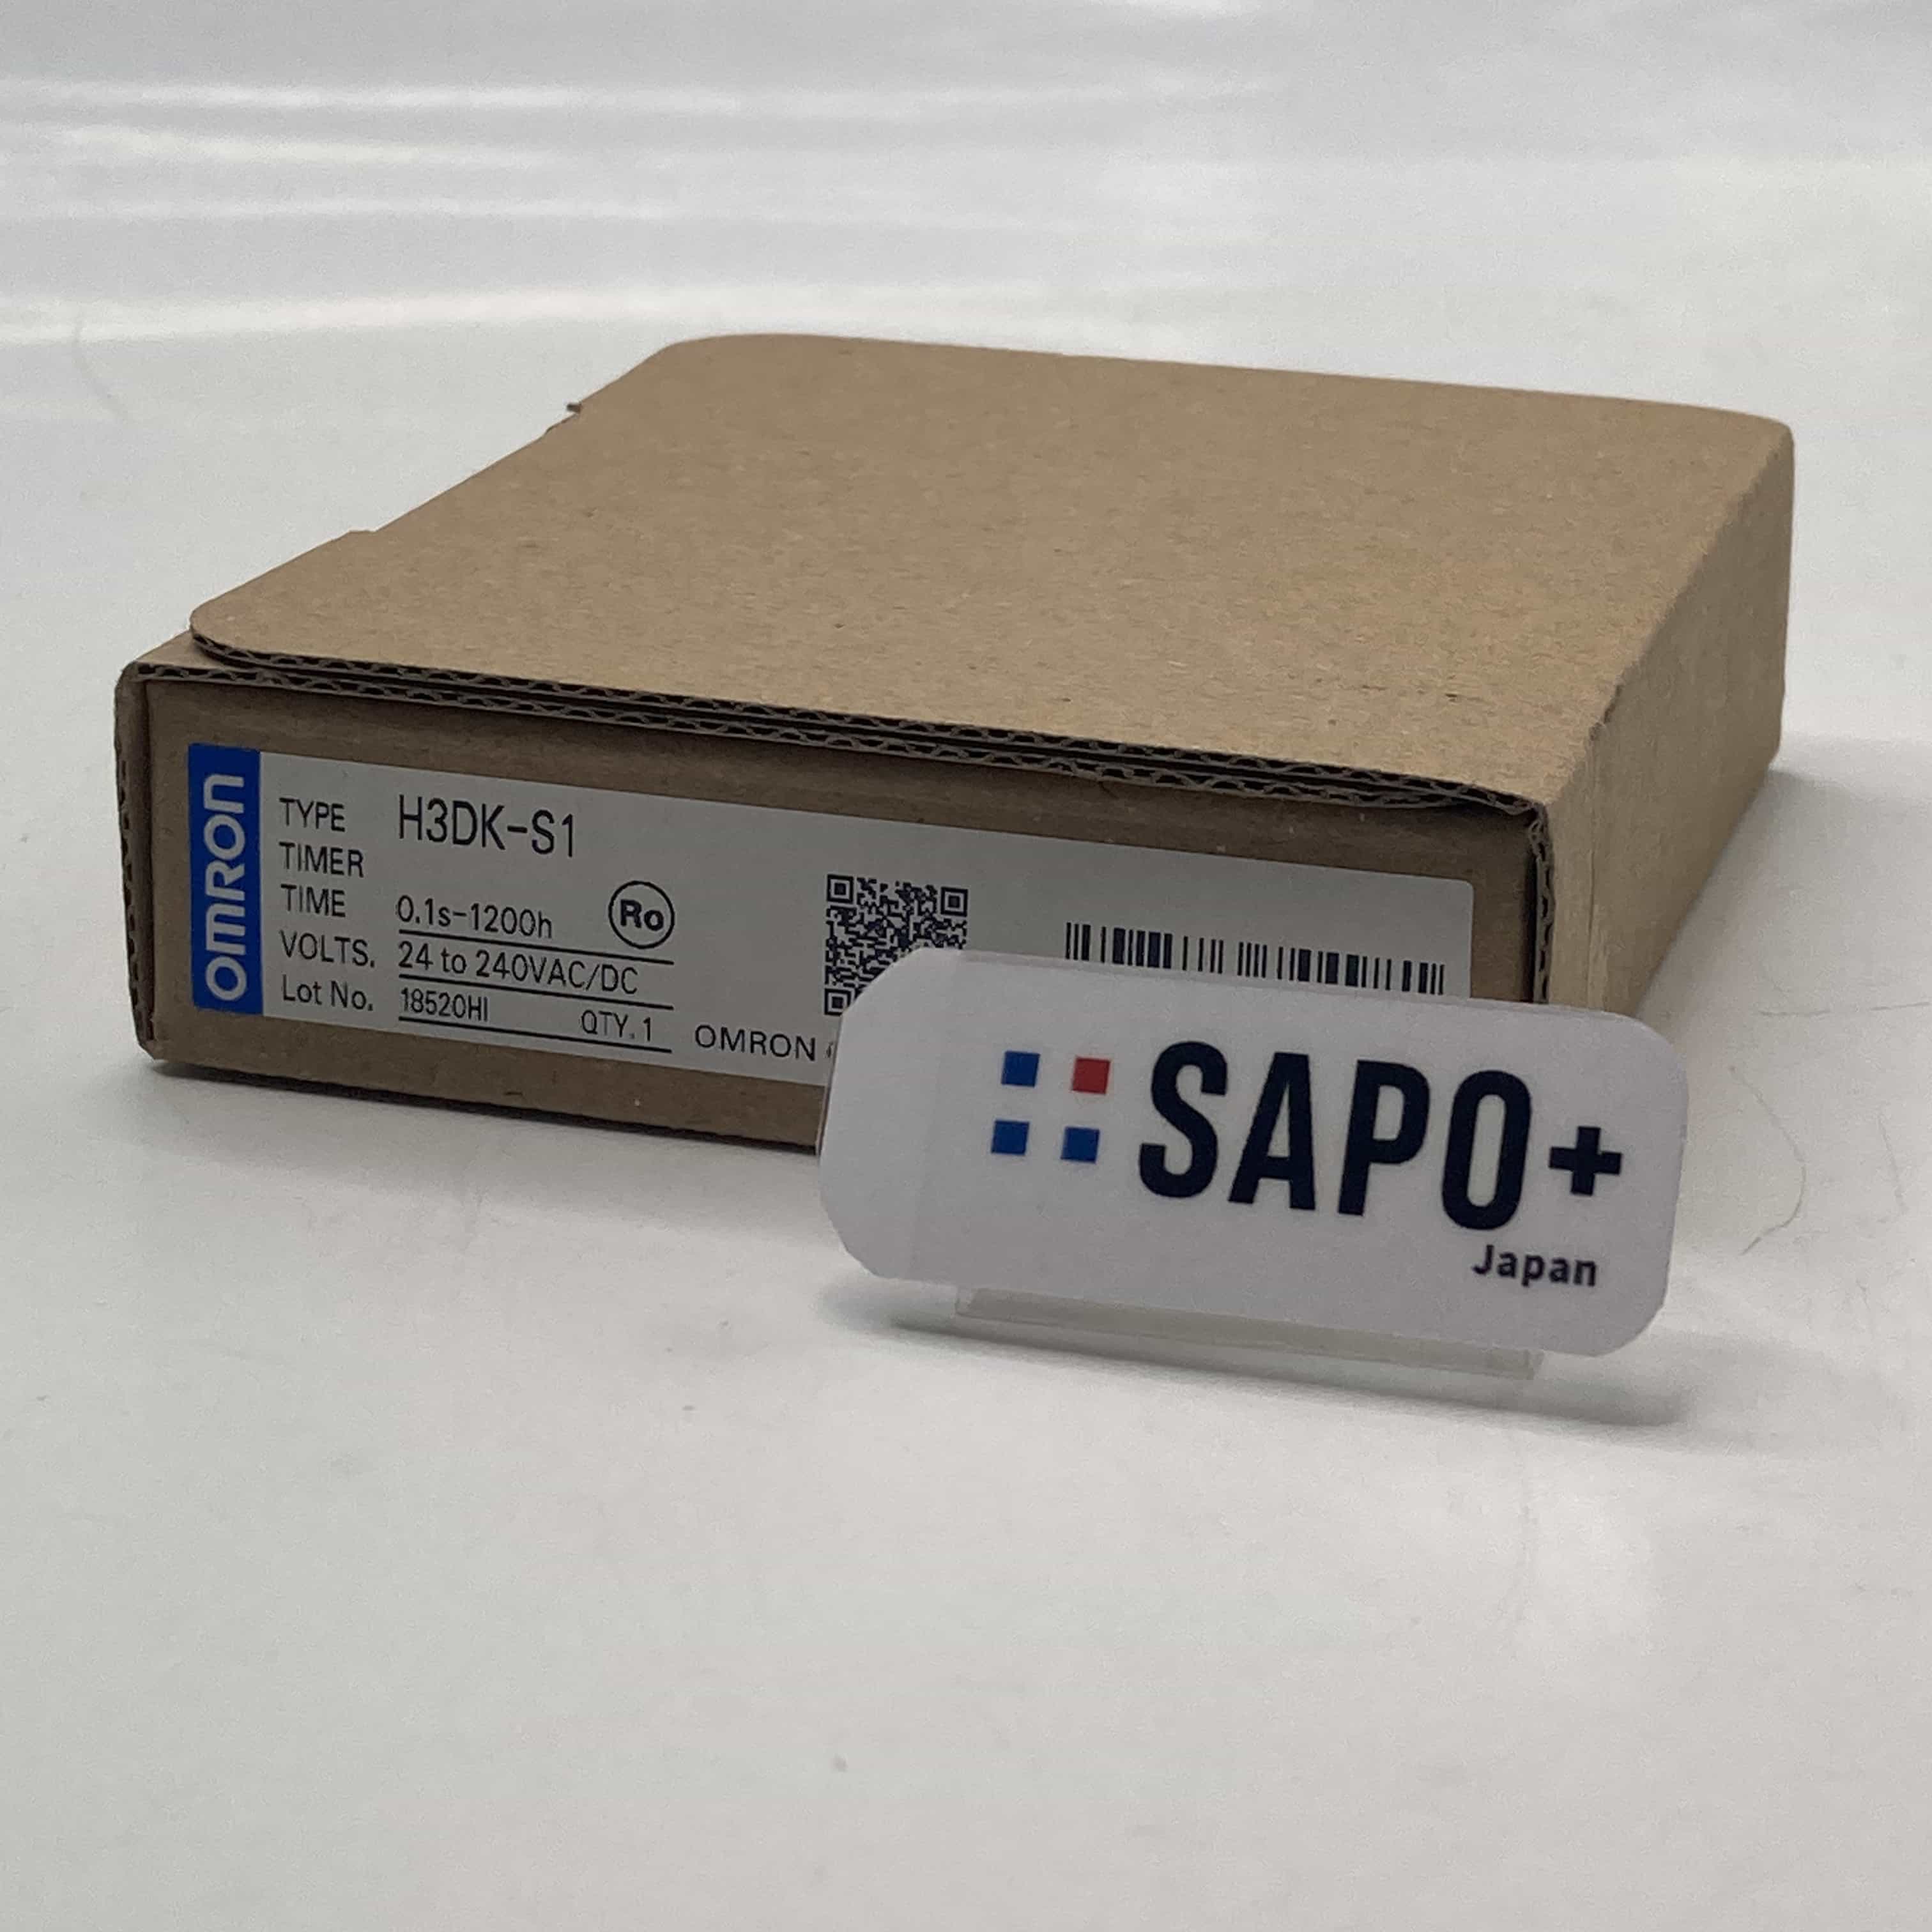 OMRON
TYPE H3DK-S1
TIMER
TIME 0.1s-1200h Ro
VOLTS. 24 to 240VAC/DC
Lot No. 18520HI QTY.1 OMRON
SAPO+
Japan